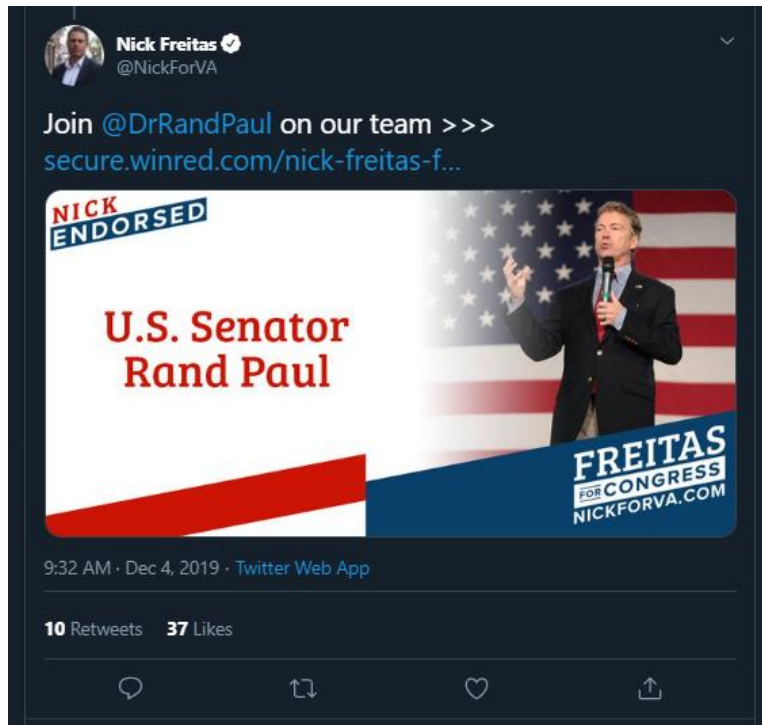 Nick Freitas
@NickForVA
Join @DrRandPaul on our team >>>
secure.winred.com/nick-freitas-f...
NICK
ENDORSED
U.S. Senator
Rand Paul
FREITAS
FOR CONGRESS
NICKFORVA.COM
9:32 AM · Dec 4, 2019 · Twitter Web App
10 Retweets 37 Likes